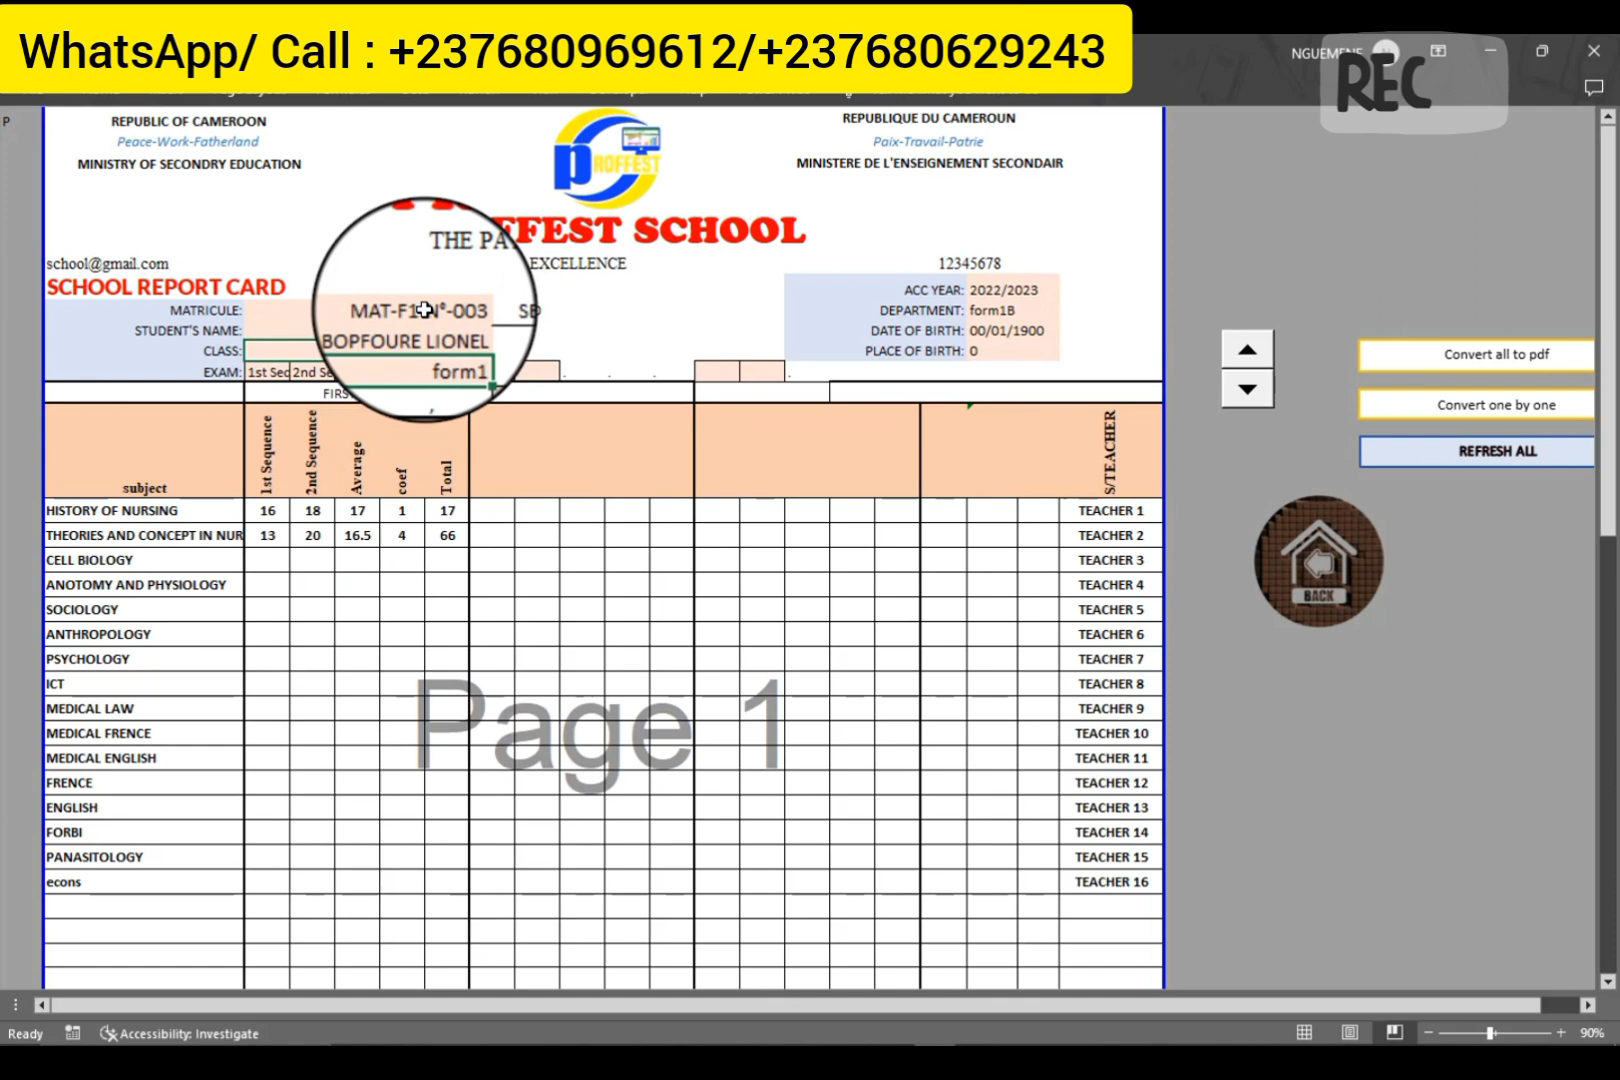 WhatsApp/ Call : +237680969612/+237680629243
NGUEMENE
REC
P
REPUBLIC OF CAMEROON
Peace-Work-Fatherland
MINISTRY OF SECONDRY EDUCATION
PROFFEST
REPUBLIQUE DU CAMEROUN
Paix-Travail-Patrie
MINISTERE DE L'ENSEIGNEMENT SECONDAIR
FFEST SCHOOL
THE PA
EXCELLENCE
school@gmail.com
12345678
SCHOOL REPORT CARD
MATRICULE: MAT-F1 N°-003
STUDENT'S NAME: BOPFOURE LIONEL
CLASS: form1
EXAM: 1st Seq 2nd Se
ACC YEAR: 2022/2023
DEPARTMENT: form1B
DATE OF BIRTH: 00/01/1900
PLACE OF BIRTH: 0
FIRS
subject 1st Sequence 2nd Sequence Average coef Total S/TEACHER
HISTORY OF NURSING 16 18 17 1 17 TEACHER 1
THEORIES AND CONCEPT IN NUR 13 20 16.5 4 66 TEACHER 2
CELL BIOLOGY TEACHER 3
ANOTOMY AND PHYSIOLOGY TEACHER 4
SOCIOLOGY TEACHER 5
ANTHROPOLOGY TEACHER 6
PSYCHOLOGY TEACHER 7
ICT TEACHER 8
MEDICAL LAW TEACHER 9
MEDICAL FRENCE TEACHER 10
MEDICAL ENGLISH TEACHER 11
FRENCE TEACHER 12
ENGLISH TEACHER 13
FORBI TEACHER 14
PANASITOLOGY TEACHER 15
econs TEACHER 16
Page 1
Convert all to pdf
Convert one by one
REFRESH ALL
BACK
Ready
Accessibility: Investigate
90%